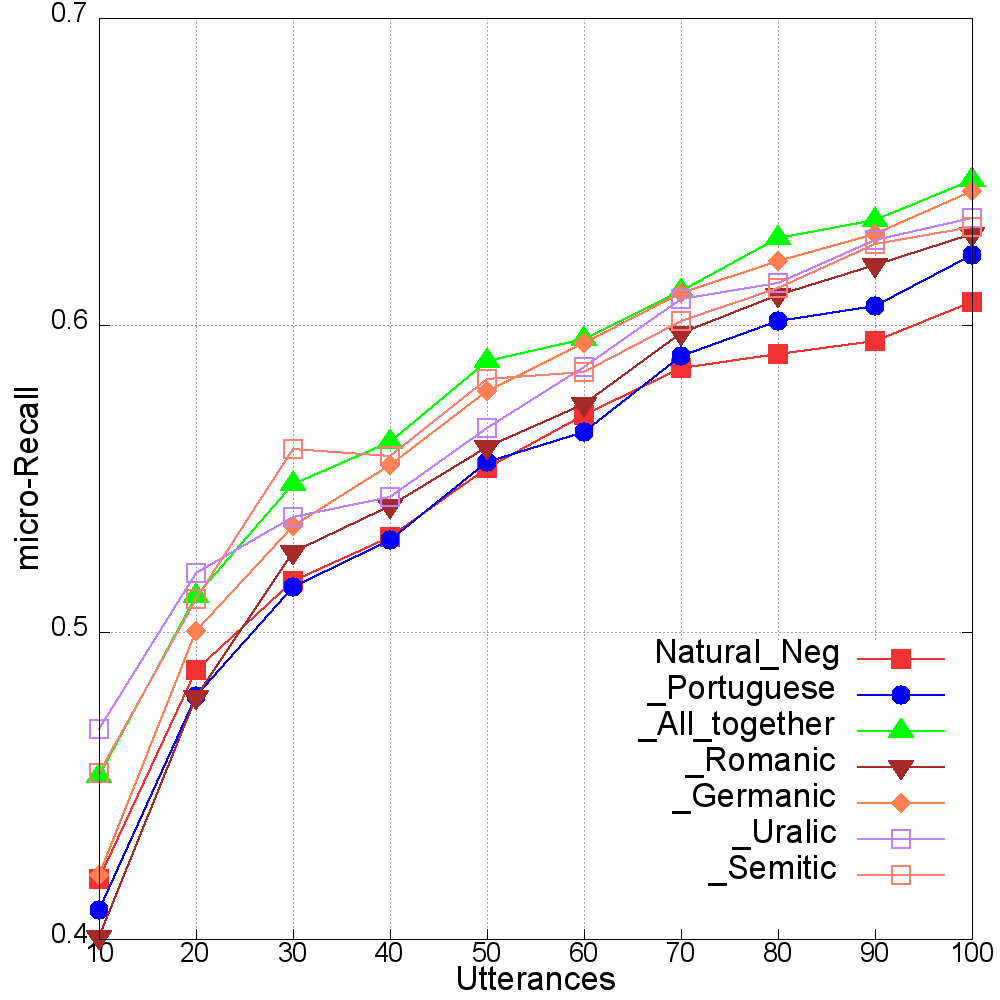 0.7
0.6
0.5
0.4
micro-Recall
Natural_Neg
_Portuguese
_All_together
_Romanic
_Germanic
_Uralic
_Semitic
10 20 30 40 50 60 70 80 90 100
Utterances